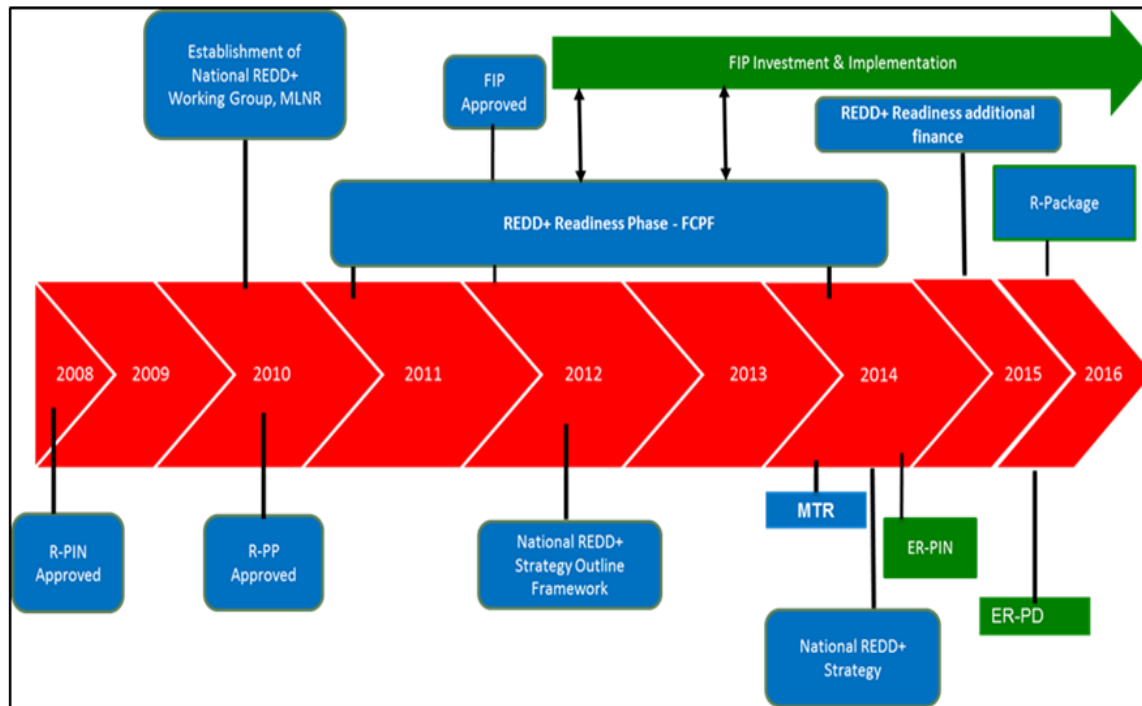 Establishment of
National REDD+
Working Group, MLNR
FIP
Approved
FIP Investment & Implementation
REDD+ Readiness additional
finance
R-Package
REDD+ Readiness Phase - FCPF
2008
2009
2010
2011
2012
2013
2014
2015
2016
R-PIN
Approved
R-PP
Approved
National REDD+
Strategy Outline
Framework
MTR
ER-PIN
ER-PD
National REDD+
Strategy